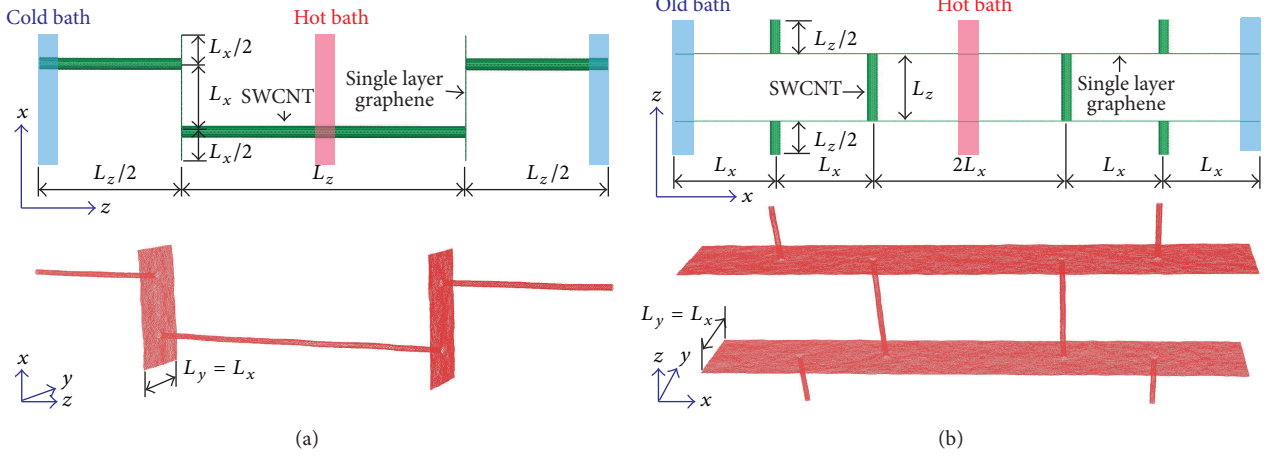 Cold bath
Hot bath
L_x/2
L_x
L_x/2
SWCNT
Single layer
graphene
x
z
L_z/2
L_z
L_z/2
x
y
z
L_y = L_x
(a)
Old bath
Hot bath
L_z/2
L_z
L_z/2
SWCNT
Single layer
graphene
z
x
L_x
L_x
2L_x
L_x
L_x
L_y = L_x
z
y
x
(b)